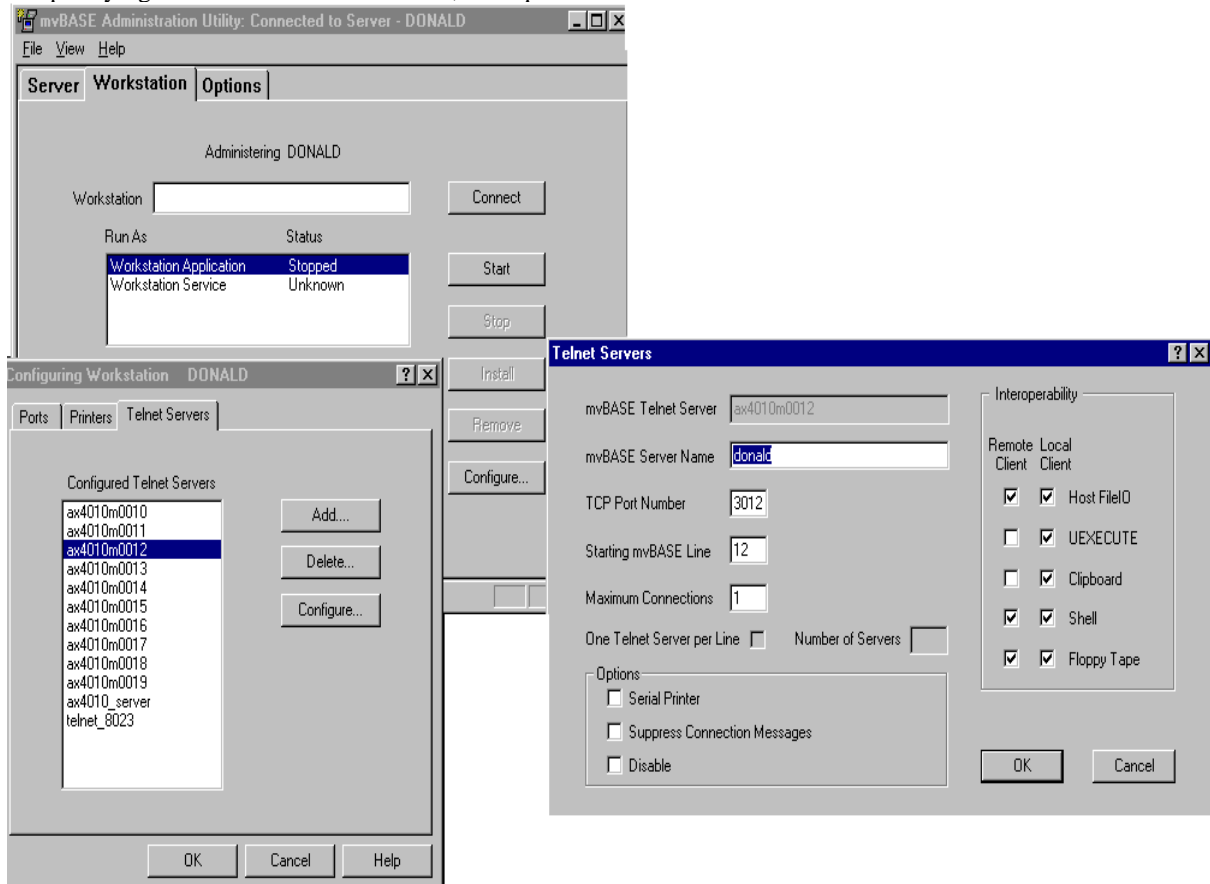 mvBASE Administration Utility: Connected to Server - DONALD
File View Help
Server Workstation Options
Administering DONALD
Workstation
Connect
Run As Status
Workstation Application Stopped
Workstation Service Unknown
Start
Stop
Install
Remove
Configure...
Configuring Workstation DONALD
Ports Printers Telnet Servers
Configured Telnet Servers
ax4010m0010
ax4010m0011
ax4010m0012
ax4010m0013
ax4010m0014
ax4010m0015
ax4010m0016
ax4010m0017
ax4010m0018
ax4010m0019
ax4010_server
telnet_8023
Add....
Delete...
Configure...
OK Cancel Help
Telnet Servers
mvBASE Telnet Server ax4010m0012
mvBASE Server Name donald
TCP Port Number 3012
Starting mvBASE Line 12
Maximum Connections 1
One Telnet Server per Line Number of Servers
Options
Serial Printer
Suppress Connection Messages
Disable
Interoperability
Remote Local
Client Client
Host FileIO
UEXECUTE
Clipboard
Shell
Floppy Tape
OK Cancel